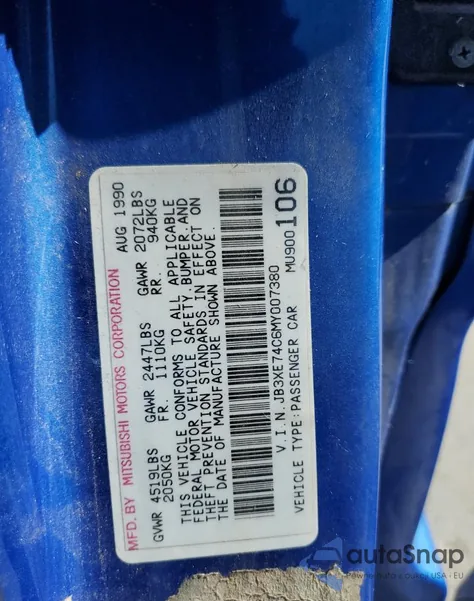 MFD. BY MITSUBISHI MOTORS CORPORATION AUG 1990
GVWR 4519LBS GAWR 2447LBS GAWR 2072LBS
2050KG FR. 1110KG RR. 940KG
THIS VEHICLE CONFORMS TO ALL APPLICABLE
FEDERAL MOTOR VEHICLE SAFETY, BUMPER, AND
THEFT PREVENTION STANDARDS IN EFFECT ON
THE DATE OF MANUFACTURE SHOWN ABOVE.
V.I.N. JB3XE74C6MY007380
VEHICLE TYPE: PASSENGER CAR MU900 106
autoSnap